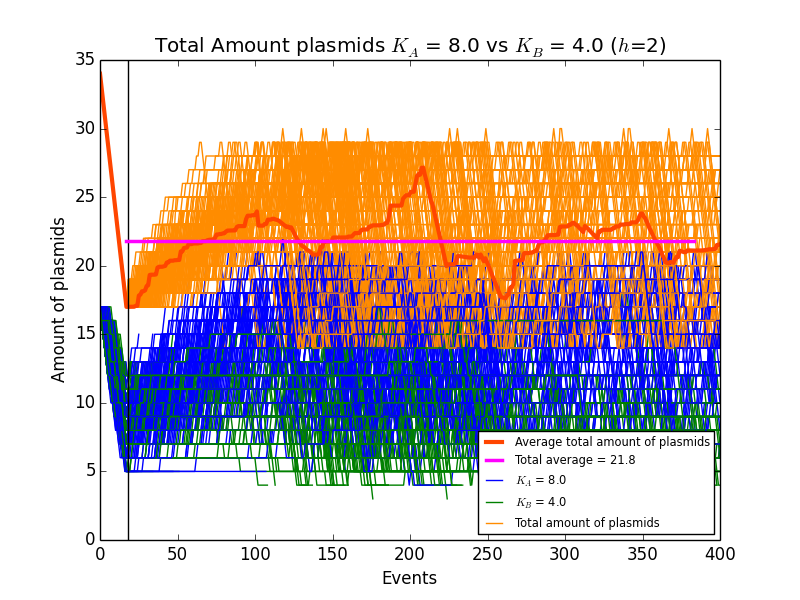 Total Amount plasmids K_A = 8.0 vs K_B = 4.0 (h=2)
35
30
25
20
15
10
5
0
Amount of plasmids
Average total amount of plasmids
Total average = 21.8
K_A = 8.0
K_B = 4.0
Total amount of plasmids
0 50 100 150 200 250 300 350 400
Events